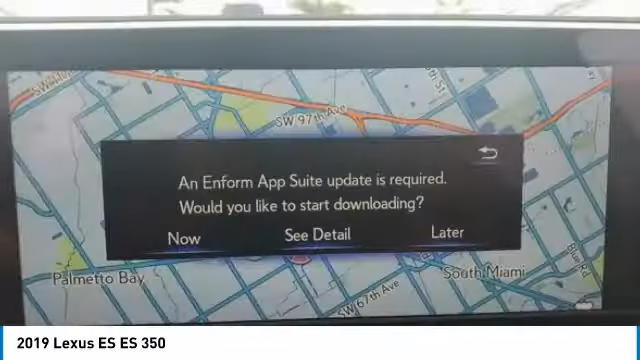 SW 97th Ave
An Enform App Suite update is required.
Would you like to start downloading?
Now
See Detail
Later
Palmetto Bay
South Miami
SW 67th Ave
2019 Lexus ES ES 350